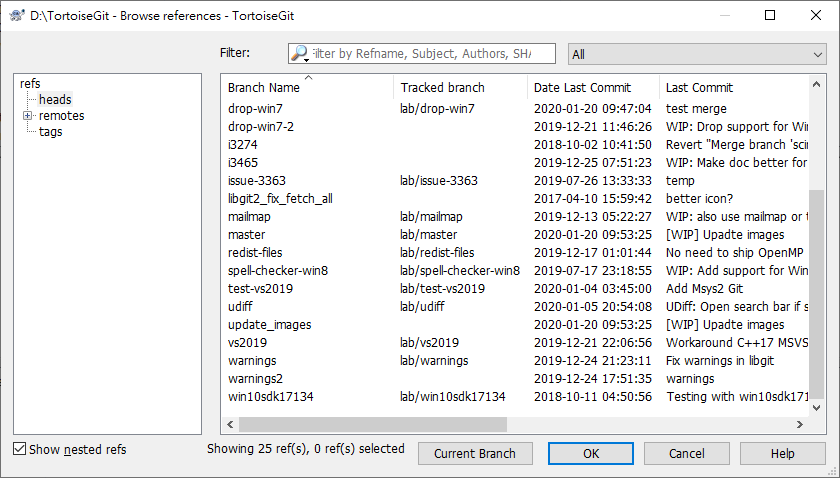 D:\TortoiseGit - Browse references - TortoiseGit
Filter: Filter by Refname, Subject, Authors, SHA All
refs
heads
remotes
tags
Branch Name Tracked branch Date Last Commit Last Commit
drop-win7 lab/drop-win7 2020-01-20 09:47:04 test merge
drop-win7-2 2019-12-21 11:46:26 WIP: Drop support for Win
i3274 2018-10-02 10:41:50 Revert "Merge branch 'scin
i3465 2019-12-25 07:51:23 WIP: Make doc better for
issue-3363 lab/issue-3363 2019-07-26 13:33:33 temp
libgit2_fix_fetch_all 2017-04-10 15:59:42 better icon?
mailmap lab/mailmap 2019-12-13 05:22:27 WIP: also use mailmap or t
master lab/master 2020-01-20 09:53:25 [WIP] Upadte images
redist-files lab/redist-files 2019-12-17 01:01:44 No need to ship OpenMP
spell-checker-win8 lab/spell-checker-win8 2019-07-17 23:18:55 WIP: Add support for Win
test-vs2019 lab/test-vs2019 2020-01-04 03:45:00 Add Msys2 Git
udiff lab/udiff 2020-01-05 20:54:08 UDiff: Open search bar if s
update_images 2020-01-20 09:53:25 [WIP] Upadte images
vs2019 lab/vs2019 2019-12-21 22:06:56 Workaround C++17 MSVS
warnings lab/warnings 2019-12-24 21:23:11 Fix warnings in libgit
warnings2 2019-12-24 17:51:35 warnings
win10sdk17134 lab/win10sdk17134 2018-10-11 04:50:56 Testing with win10sdk17134
Show nested refs Showing 25 ref(s), 0 ref(s) selected Current Branch OK Cancel Help